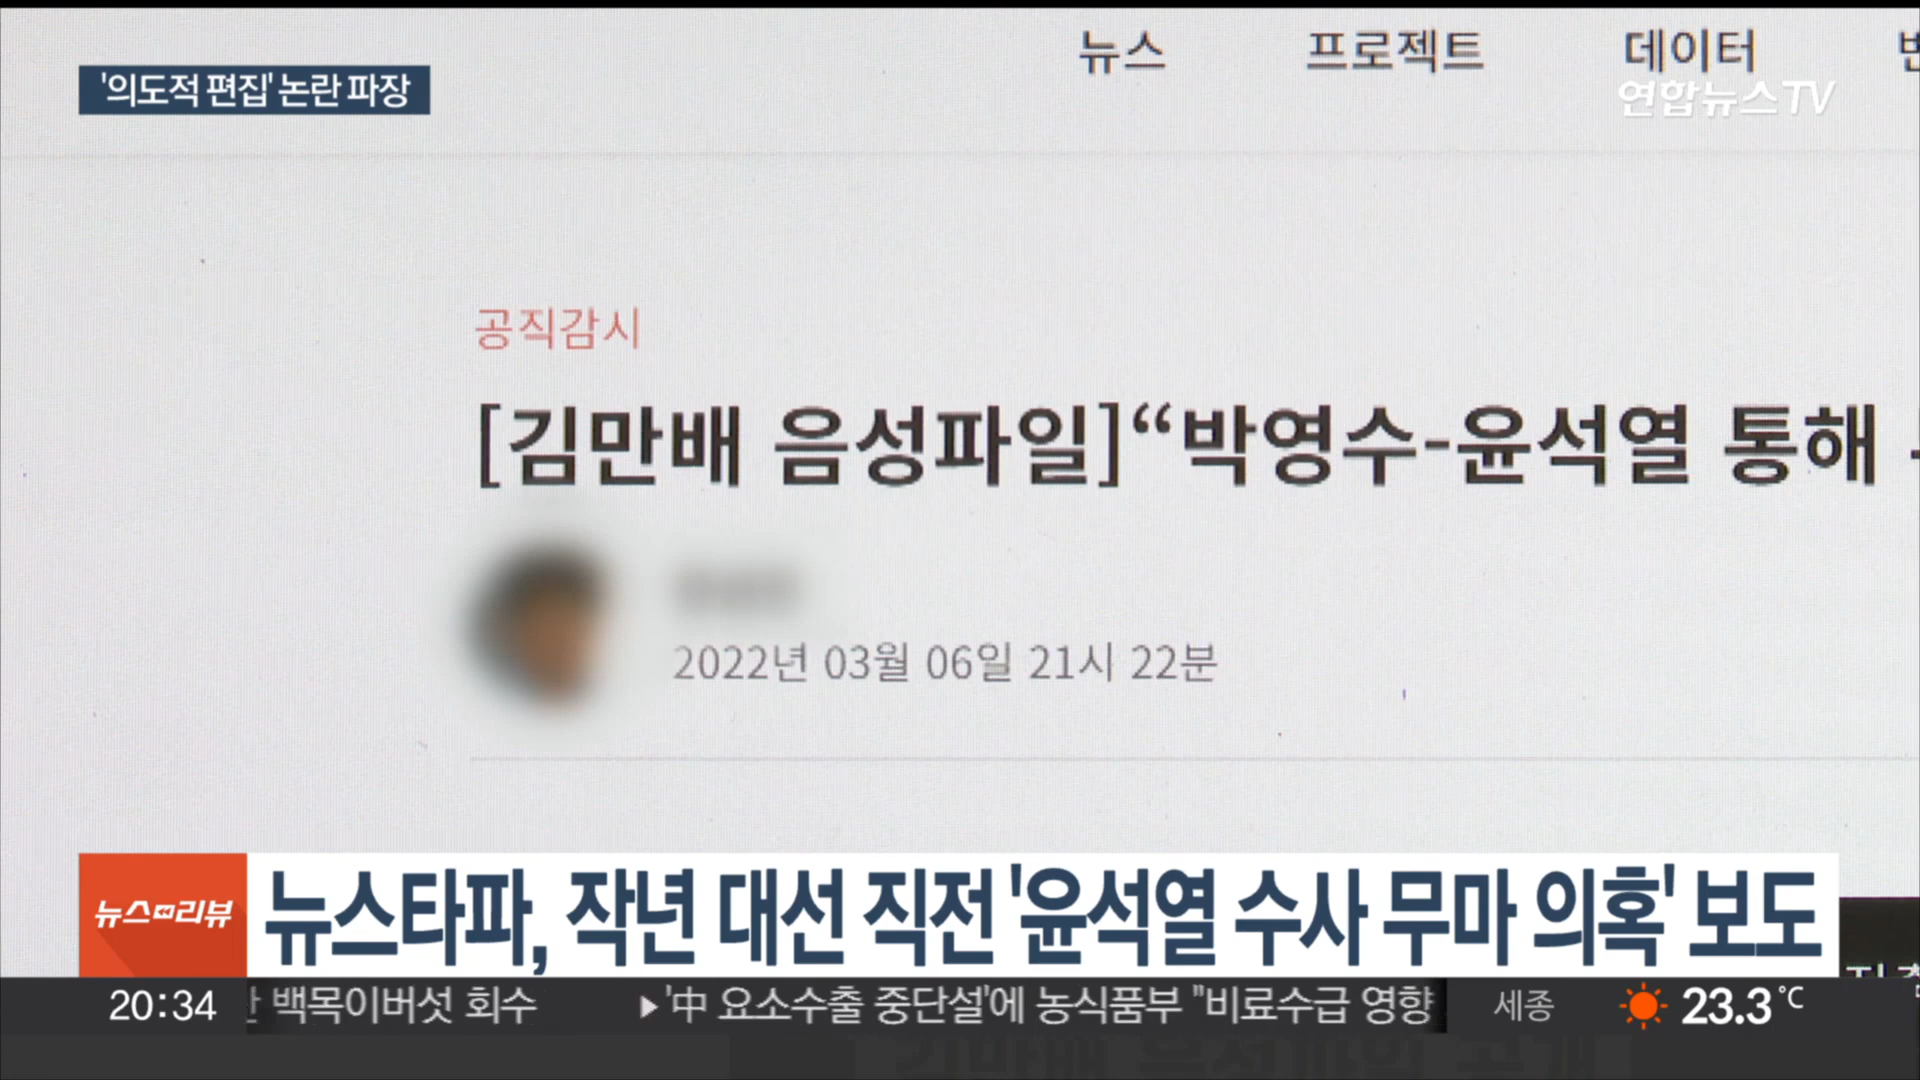 뉴스 프로젝트 데이터
'의도적 편집' 논란 파장
연합뉴스TV
공직감시
[김만배 음성파일]“박영수-윤석열 통해
2022년 03월 06일 21시 22분
뉴스리뷰
뉴스타파, 작년 대선 직전 '윤석열 수사 무마 의혹' 보도
20:34 백목이버섯 회수 ▶'中 요소수출 중단설'에 농식품부 "비료수급 영향 세종 23.3℃